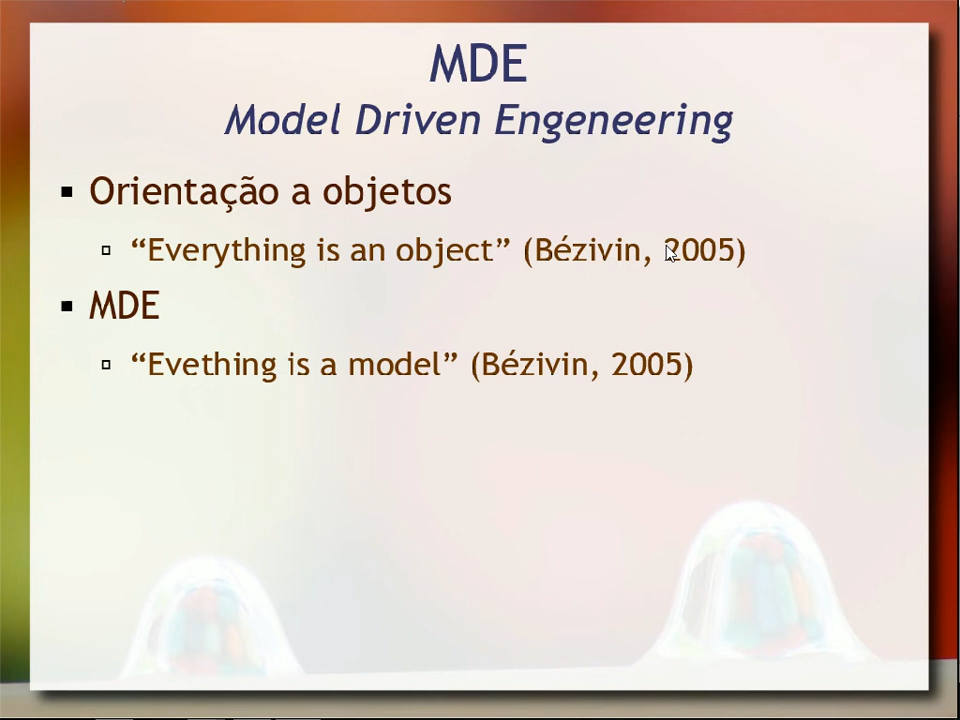 MDE
Model Driven Engeneering
Orientação a objetos
“Everything is an object” (Bézivin, 2005)
MDE
“Evething is a model” (Bézivin, 2005)